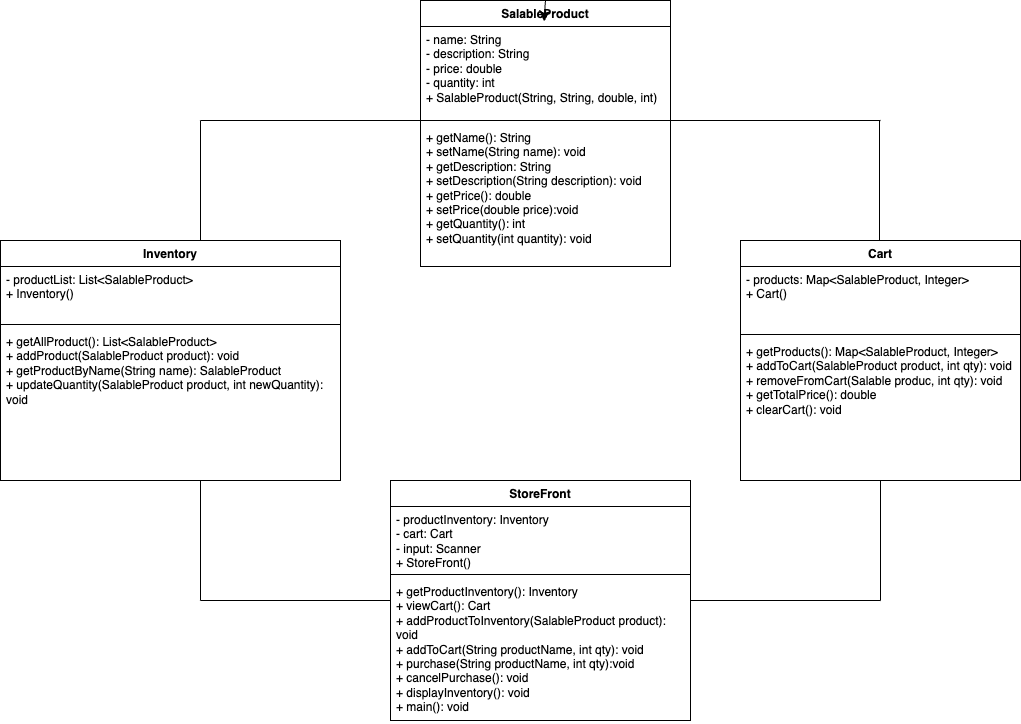 SalableProduct
- name: String
- description: String
- price: double
- quantity: int
+ SalableProduct(String, String, double, int)
+ getName(): String
+ setName(String name): void
+ getDescription: String
+ setDescription(String description): void
+ getPrice(): double
+ setPrice(double price):void
+ getQuantity(): int
+ setQuantity(int quantity): void
Inventory
- productList: List<SalableProduct>
+ Inventory()
+ getAllProduct(): List<SalableProduct>
+ addProduct(SalableProduct product): void
+ getProductByName(String name): SalableProduct
+ updateQuantity(SalableProduct product, int newQuantity):
void
Cart
- products: Map<SalableProduct, Integer>
+ Cart()
+ getProducts(): Map<SalableProduct, Integer>
+ addToCart(SalableProduct product, int qty): void
+ removeFromCart(Salable produc, int qty): void
+ getTotalPrice(): double
+ clearCart(): void
StoreFront
- productInventory: Inventory
- cart: Cart
- input: Scanner
+ StoreFront()
+ getProductInventory(): Inventory
+ viewCart(): Cart
+ addProductToInventory(SalableProduct product):
void
+ addToCart(String productName, int qty): void
+ purchase(String productName, int qty):void
+ cancelPurchase(): void
+ displayInventory(): void
+ main(): void